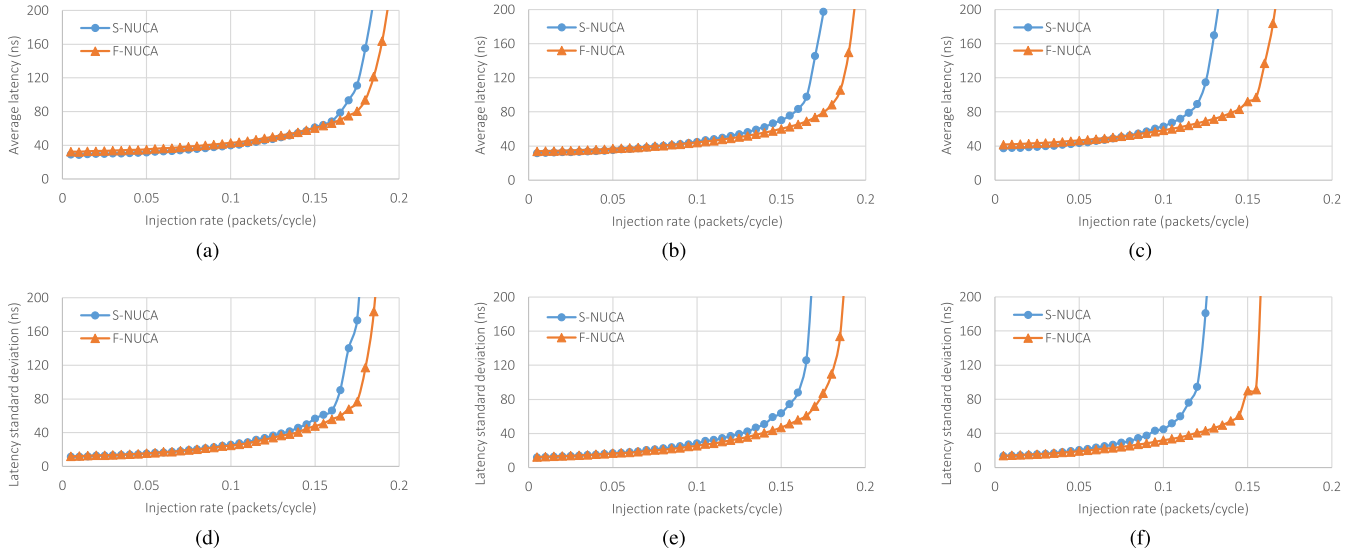 Average latency (ns)
200
160
120
80
40
0
S-NUCA
F-NUCA
0
0.05
0.1
0.15
0.2
Injection rate (packets/cycle)
(a)
Average latency (ns)
200
160
120
80
40
0
S-NUCA
F-NUCA
0
0.05
0.1
0.15
0.2
Injection rate (packets/cycle)
(b)
Average latency (ns)
200
160
120
80
40
0
S-NUCA
F-NUCA
0
0.05
0.1
0.15
0.2
Injection rate (packets/cycle)
(c)
Latency standard deviation (ns)
200
160
120
80
40
0
S-NUCA
F-NUCA
0
0.05
0.1
0.15
0.2
Injection rate (packets/cycle)
(d)
Latency standard deviation (ns)
200
160
120
80
40
0
S-NUCA
F-NUCA
0
0.05
0.1
0.15
0.2
Injection rate (packets/cycle)
(e)
Latency standard deviation (ns)
200
160
120
80
40
0
S-NUCA
F-NUCA
0
0.05
0.1
0.15
0.2
Injection rate (packets/cycle)
(f)